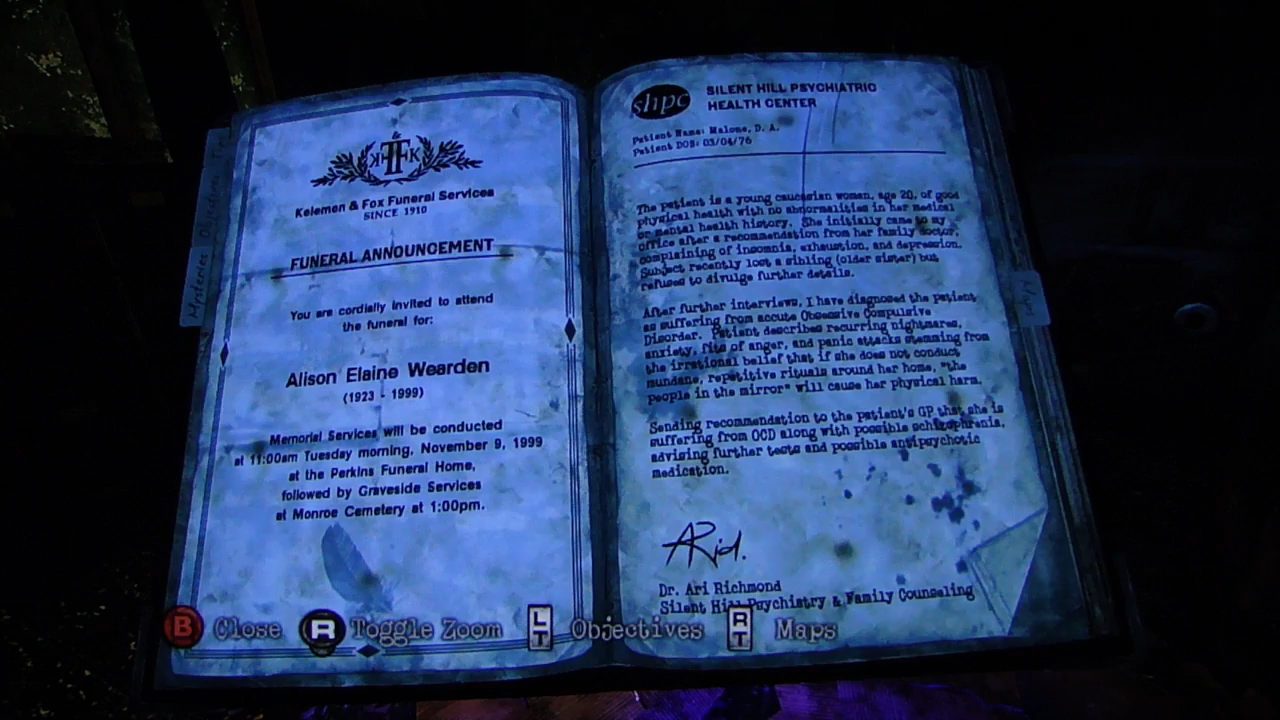 &
KFK
Kelemen & Fox Funeral Services
SINCE 1910
FUNERAL ANNOUNCEMENT
You are cordially invited to attend
the funeral for:
Alison Elaine Wearden
(1923 - 1999)
Memorial Services will be conducted
at 11:00am Tuesday morning, November 9, 1999
at the Perkins Funeral Home,
followed by Graveside Services
at Monroe Cemetery at 1:00pm.
Mysteries
shpc
SILENT HILL PSYCHIATRIC
HEALTH CENTER
Patient Name: Malone, D. A.
Patient DOB: 03/04/76
The patient is a young caucasian woman, age 20, of good
physical health with no abnormalities in her medical
or mental health history. She initially came to my
office after a recommendation from her family doctor,
complaining of insomnia, exhaustion, and depression.
Subject recently lost a sibling (older sister) but
refused to divulge further details.
After further interviews, I have diagnosed the patient
as suffering from accute Obsessive Compulsive
Disorder. Patient describes recurring nightmares,
anxiety, fits of anger, and panic attacks stemming from
the irrational belief that if she does not conduct
mundane, repetitive rituals around her home, "the
people in the mirror" will cause her physical harm.
Sending recommendation to the patient's GP that she is
suffering from OCD along with possible schizophrenia,
advising further tests and possible antipsychotic
medication.
Dr. Ari Richmond
Silent Hill Psychiatry & Family Counseling
B Close R Toggle Zoom LT Objectives RT Maps